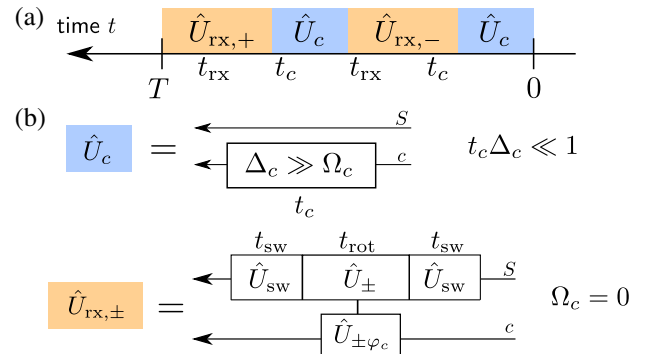 (a)
time t
Û_rx,+ Û_c Û_rx,− Û_c
t_rx t_c t_rx t_c
T 0
(b)
Û_c = S
c
Δ_c ≫ Ω_c
t_c Δ_c ≪ 1
t_c
t_sw t_rot t_sw
Û_rx,± = Û_sw Û_± Û_sw S
Ω_c = 0
Û_±φ_c c